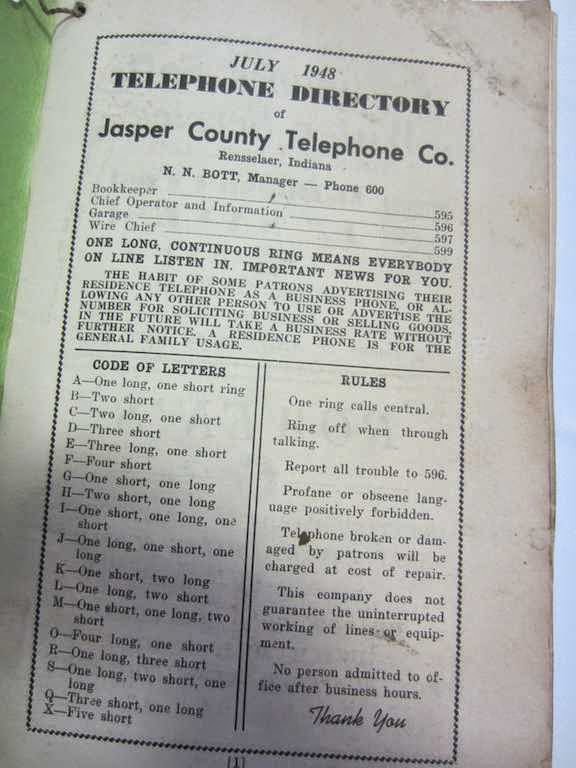 JULY 1948
TELEPHONE DIRECTORY
of
Jasper County Telephone Co.
Rensselaer, Indiana
N. N. BOTT, Manager — Phone 600
Bookkeeper 595
Chief Operator and Information 596
Garage 597
Wire Chief 599
ONE LONG, CONTINUOUS RING MEANS EVERYBODY
ON LINE LISTEN IN. IMPORTANT NEWS FOR YOU.
THE HABIT OF SOME PATRONS ADVERTISING THEIR
RESIDENCE TELEPHONE AS A BUSINESS PHONE, OR AL-
LOWING ANY OTHER PERSON TO USE OR ADVERTISE THE
NUMBER FOR SOLICITING BUSINESS OR SELLING GOODS,
IN THE FUTURE WILL TAKE A BUSINESS RATE WITHOUT
FURTHER NOTICE. A RESIDENCE PHONE IS FOR THE
GENERAL FAMILY USAGE.
CODE OF LETTERS
A—One long, one short ring
B—Two short
C—Two long, one short
D—Three short
E—Three long, one short
F—Four short
G—One short, one long
H—Two short, one long
I—One short, one long, one
short
J—One long, one short, one
long
K—One short, two long
L—One long, two short
M—One short, one long, two
short
O—Four long, one short
R—One long, three short
S—One long, two short, one
long
Q—Three short, one long
X—Five short
RULES
One ring calls central.
Ring off when through
talking.
Report all trouble to 596.
Profane or obscene lan-
guage positively forbidden.
Telephone broken or dam-
aged by patrons will be
charged at cost of repair.
This company does not
guarantee the uninterrupted
working of lines or equip-
ment.
No person admitted to of-
fice after business hours.
Thank You
[1]